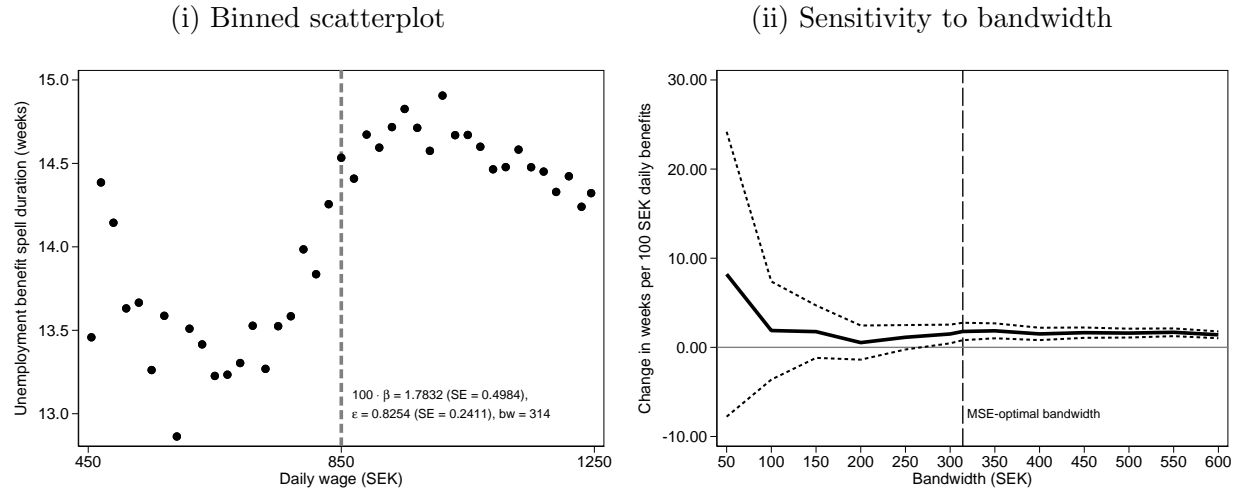 (i) Binned scatterplot
Unemployment benefit spell duration (weeks)
15.0
14.5
14.0
13.5
13.0
100 · β = 1.7832 (SE = 0.4984),
ε = 0.8254 (SE = 0.2411), bw = 314
450
850
1250
Daily wage (SEK)
(ii) Sensitivity to bandwidth
Change in weeks per 100 SEK daily benefits
30.00
20.00
10.00
0.00
-10.00
MSE-optimal bandwidth
50 100 150 200 250 300 350 400 450 500 550 600
Bandwidth (SEK)